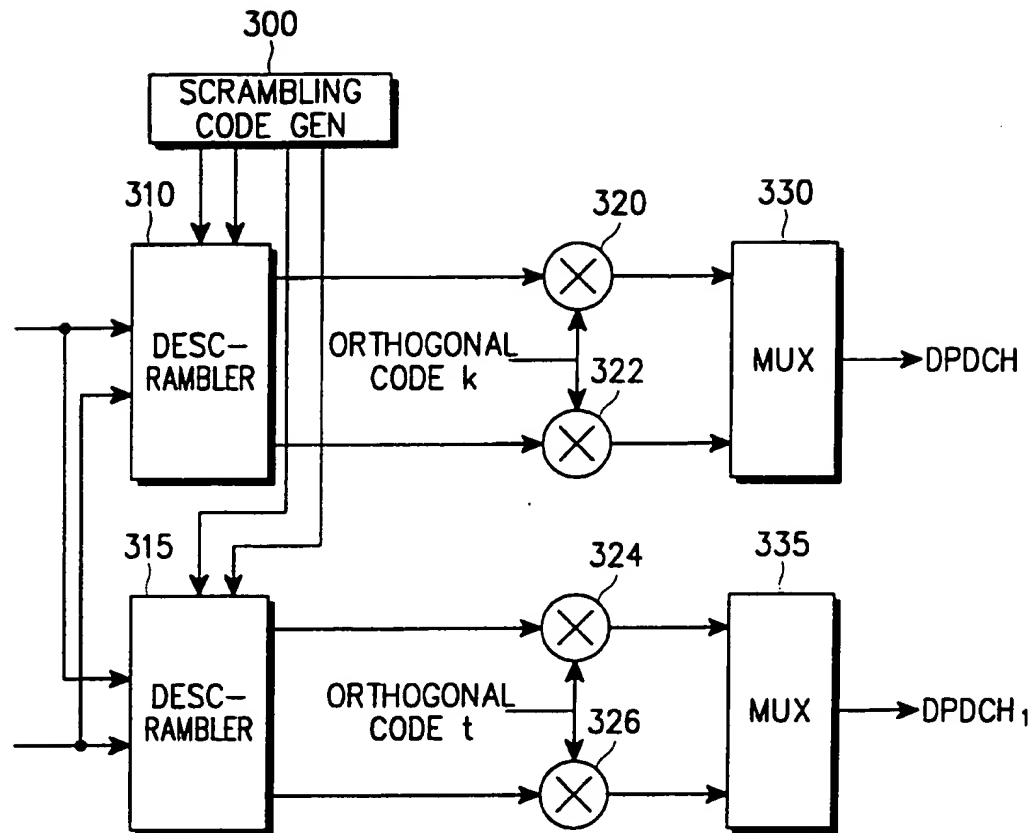 300
SCRAMBLING
CODE GEN
310
320
330
DESC-
RAMBLER
ORTHOGONAL
CODE k
322
MUX
DPDCH
315
324
335
DESC-
RAMBLER
ORTHOGONAL
CODE t
326
MUX
DPDCH₁